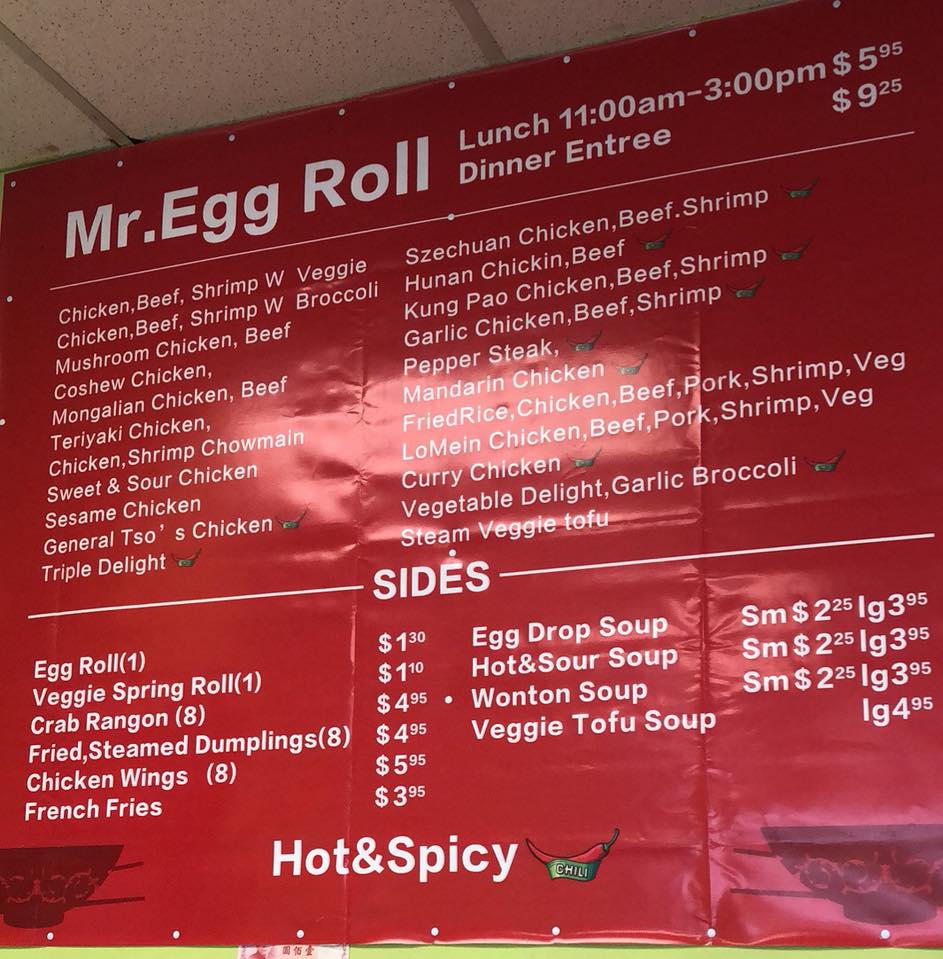 Mr.Egg Roll
Lunch 11:00am-3:00pm $5.95
Dinner Entree $9.25
Chicken,Beef, Shrimp W Veggie
Chicken,Beef, Shrimp W Broccoli
Mushroom Chicken, Beef
Coshew Chicken,
Mongalian Chicken, Beef
Teriyaki Chicken,
Chicken,Shrimp Chowmain
Sweet & Sour Chicken
Sesame Chicken
General Tso's Chicken
Triple Delight
Szechuan Chicken,Beef.Shrimp
Hunan Chickin,Beef
Kung Pao Chicken,Beef,Shrimp
Garlic Chicken,Beef,Shrimp
Pepper Steak,
Mandarin Chicken
FriedRice,Chicken,Beef,Pork,Shrimp,Veg
LoMein Chicken,Beef,Pork,Shrimp,Veg
Curry Chicken
Vegetable Delight,Garlic Broccoli
Steam Veggie tofu
SIDES
Egg Roll(1) $1.30
Veggie Spring Roll(1) $1.10
Crab Rangon (8) $4.95
Fried,Steamed Dumplings(8) $4.95
Chicken Wings (8) $5.95
French Fries $3.95
Egg Drop Soup Sm$2.25 lg3.95
Hot&Sour Soup Sm$2.25 lg3.95
• Wonton Soup Sm$2.25 lg3.95
Veggie Tofu Soup lg4.95
Hot&Spicy
CHILI
圆佰壹